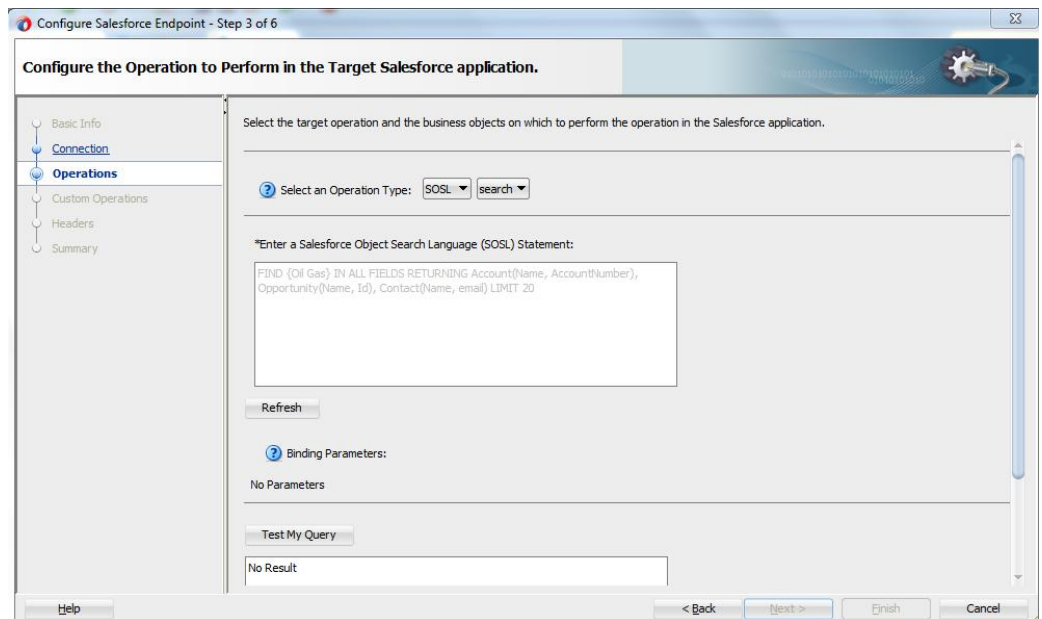 Configure Salesforce Endpoint - Step 3 of 6
Configure the Operation to Perform in the Target Salesforce application.
Basic Info
Connection
Operations
Custom Operations
Headers
Summary
Select the target operation and the business objects on which to perform the operation in the Salesforce application.
Select an Operation Type: SOSL search
*Enter a Salesforce Object Search Language (SOSL) Statement:
FIND {Oil Gas} IN ALL FIELDS RETURNING Account(Name, AccountNumber),
Opportunity(Name, Id), Contact(Name, email) LIMIT 20
Refresh
Binding Parameters:
No Parameters
Test My Query
No Result
Help < Back Next > Finish Cancel